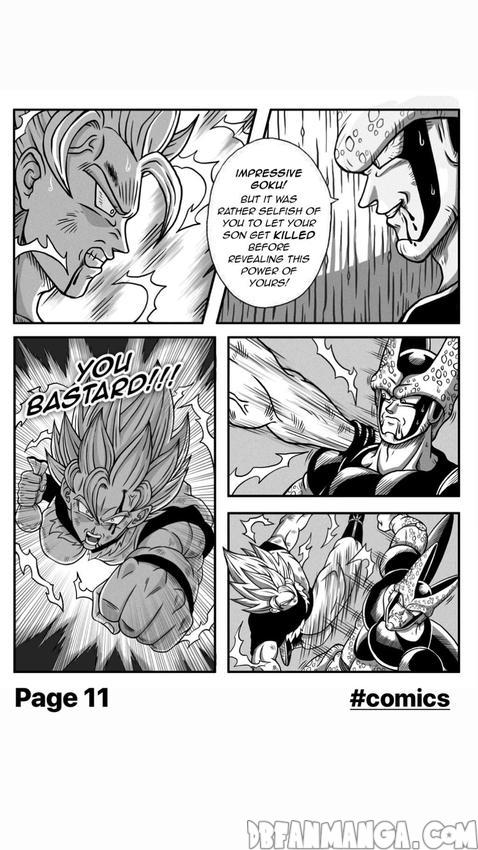 IMPRESSIVE
GOKU!
BUT IT WAS
RATHER SELFISH OF
YOU TO LET YOUR
SON GET KILLED
BEFORE
REVEALING THIS
POWER OF
YOURS!
YOU
BASTARD!!!
Page 11
#comics
DBFANMANGA.COM